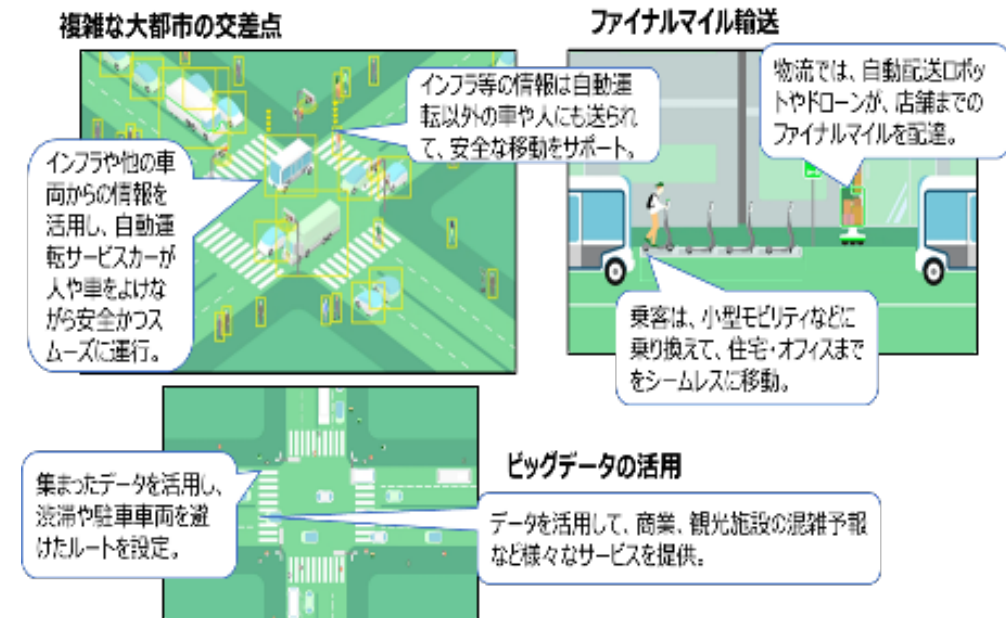 複雑な大都市の交差点
インフラや他の車
両からの情報を
活用し、自動運
転サービスカーが
人や車をよけな
がら安全かつス
ムーズに運行。
インフラ等の情報は自動運
転以外の車や人にも送られ
て、安全な移動をサポート。
ファイナルマイル輸送
物流では、自動配送ロボッ
トやドローンが、店舗までの
ファイナルマイルを配達。
乗客は、小型モビリティなどに
乗り換えて、住宅・オフィスまで
をシームレスに移動。
集まったデータを活用し、
渋滞や駐車車両を避
けたルートを設定。
ビッグデータの活用
データを活用して、商業、観光施設の混雑予報
など様々なサービスを提供。